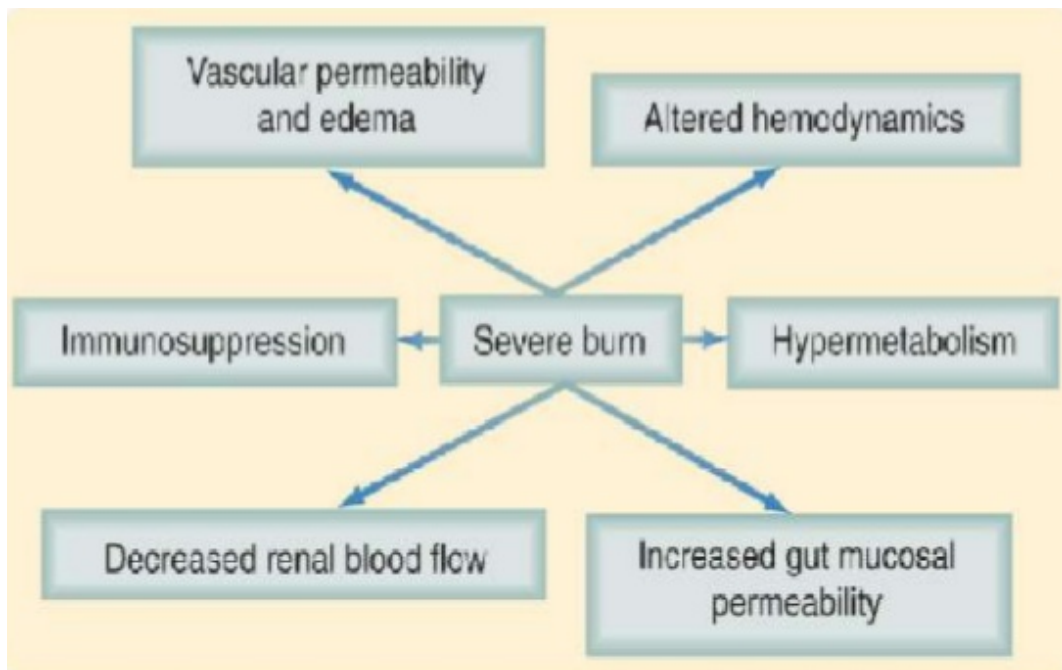 Vascular permeability
and edema
Altered hemodynamics
Immunosuppression
Severe burn
Hypermetabolism
Decreased renal blood flow
Increased gut mucosal
permeability